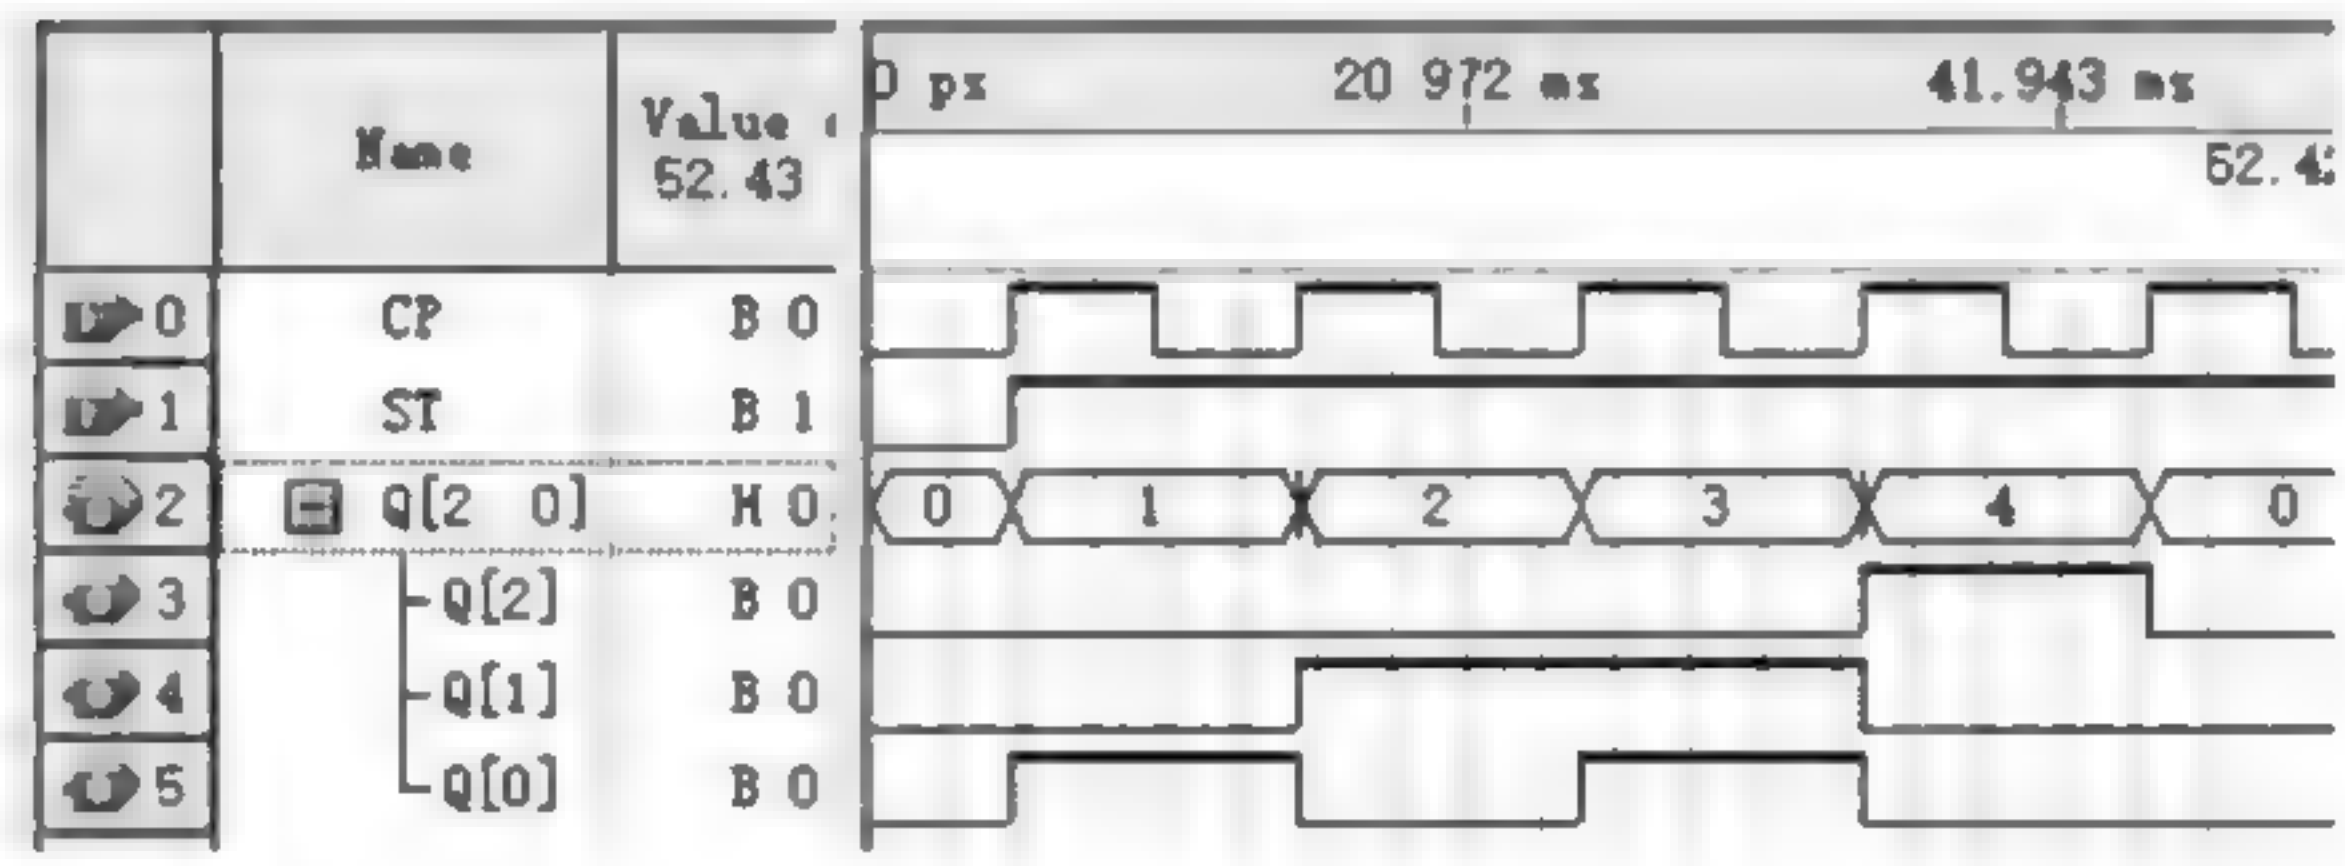 Name
Value
52.43
0 ps
20 972 ms
41.943 ms
52.4
0 CP B 0
1 ST B 1
2 Q[2 0] H 0 0 1 2 3 4 0
3 Q[2] B 0
4 Q[1] B 0
5 Q[0] B 0